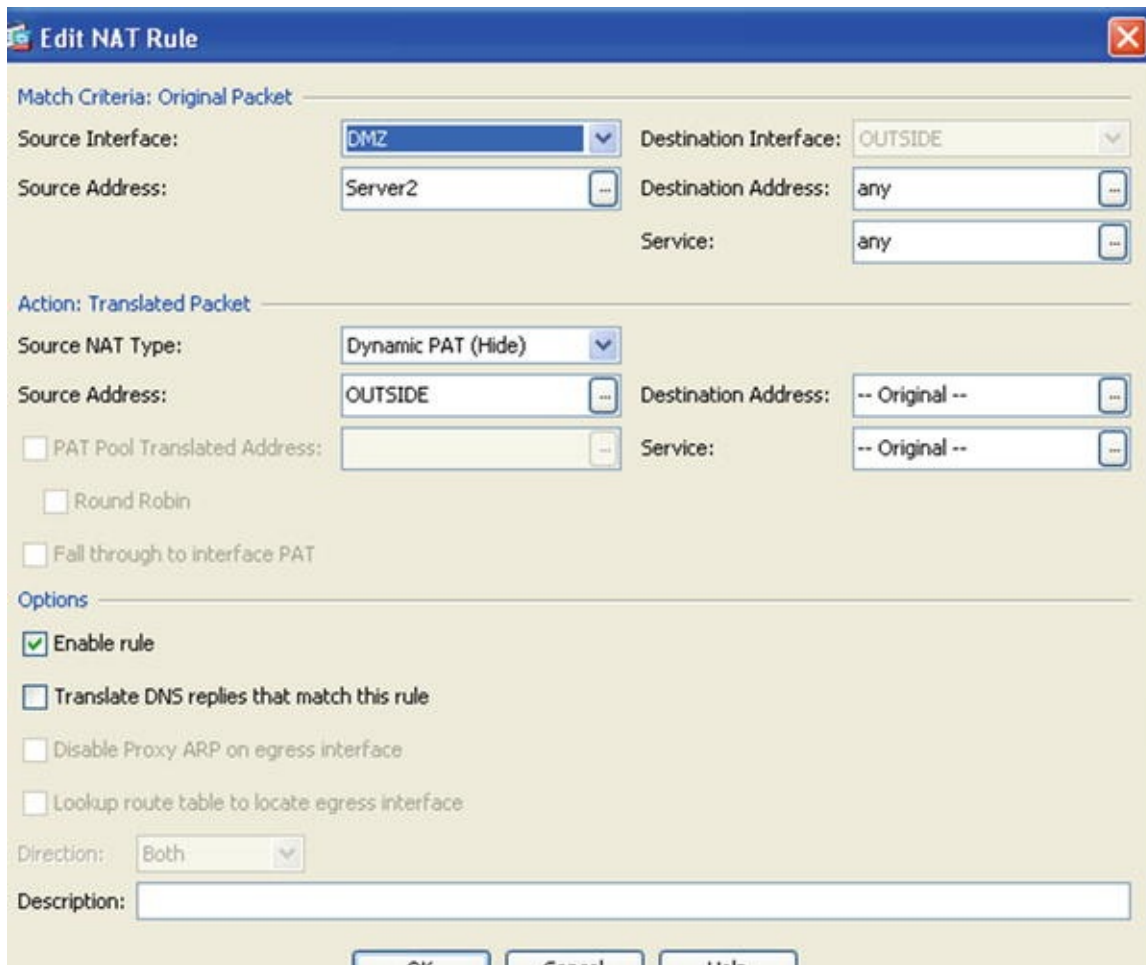 Edit NAT Rule
Match Criteria: Original Packet
Source Interface: DMZ Destination Interface: OUTSIDE
Source Address: Server2 ... Destination Address: any ...
Service: any ...
Action: Translated Packet
Source NAT Type: Dynamic PAT (Hide)
Source Address: OUTSIDE ... Destination Address: -- Original -- ...
PAT Pool Translated Address: ... Service: -- Original -- ...
Round Robin
Fall through to interface PAT
Options
Enable rule
Translate DNS replies that match this rule
Disable Proxy ARP on egress interface
Lookup route table to locate egress interface
Direction: Both
Description:
OK Cancel Help